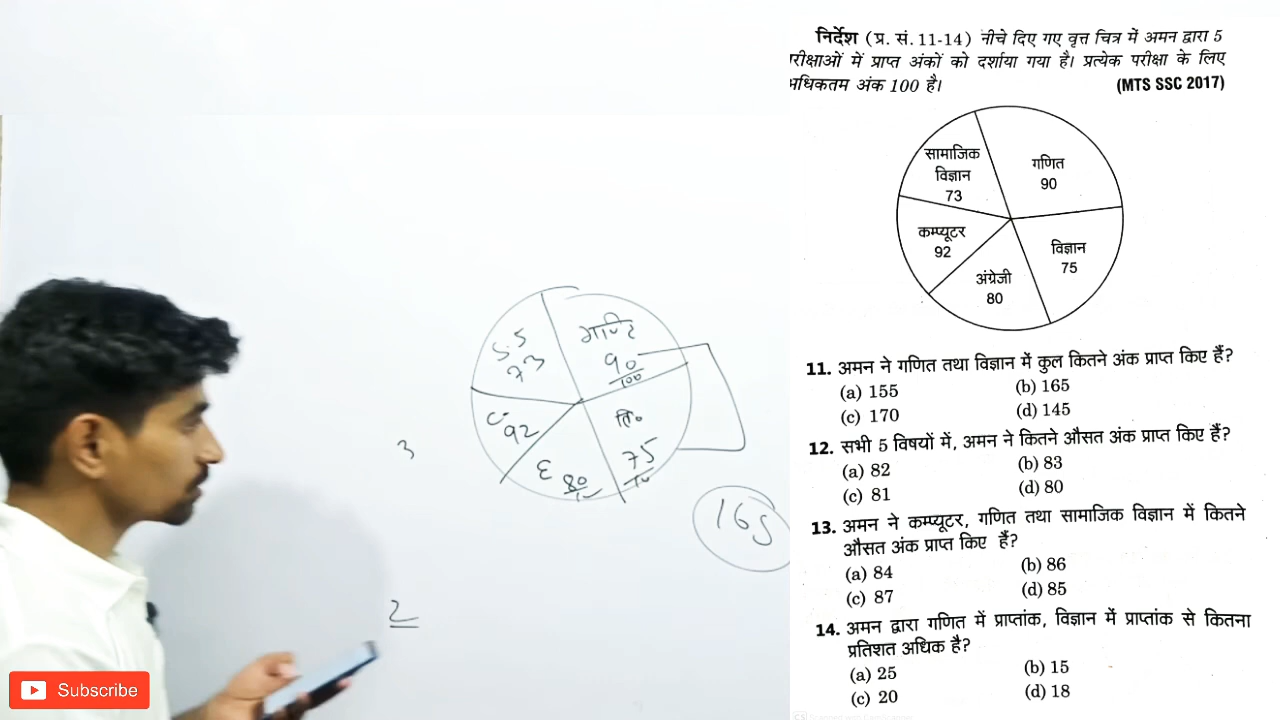 निर्देश (प्र. सं. 11-14) नीचे दिए गए वृत्त चित्र में अमन द्वारा 5
परीक्षाओं में प्राप्त अंकों को दर्शाया गया है। प्रत्येक परीक्षा के लिए
अधिकतम अंक 100 है। (MTS SSC 2017)
सामाजिक
विज्ञान
73
गणित
90
कम्प्यूटर
92
विज्ञान
75
अंग्रेजी
80
11. अमन ने गणित तथा विज्ञान में कुल कितने अंक प्राप्त किए हैं?
(a) 155 (b) 165
(c) 170 (d) 145
12. सभी 5 विषयों में, अमन ने कितने औसत अंक प्राप्त किए हैं?
(a) 82 (b) 83
(c) 81 (d) 80
13. अमन ने कम्प्यूटर, गणित तथा सामाजिक विज्ञान में कितने
औसत अंक प्राप्त किए हैं?
(a) 84 (b) 86
(c) 87 (d) 85
14. अमन द्वारा गणित में प्राप्तांक, विज्ञान में प्राप्तांक से कितना
प्रतिशत अधिक है?
(a) 25 (b) 15
(c) 20 (d) 18
S.S
73
गणित
90
100
C.
92
वि०
75
E
80
165
3
2
Subscribe